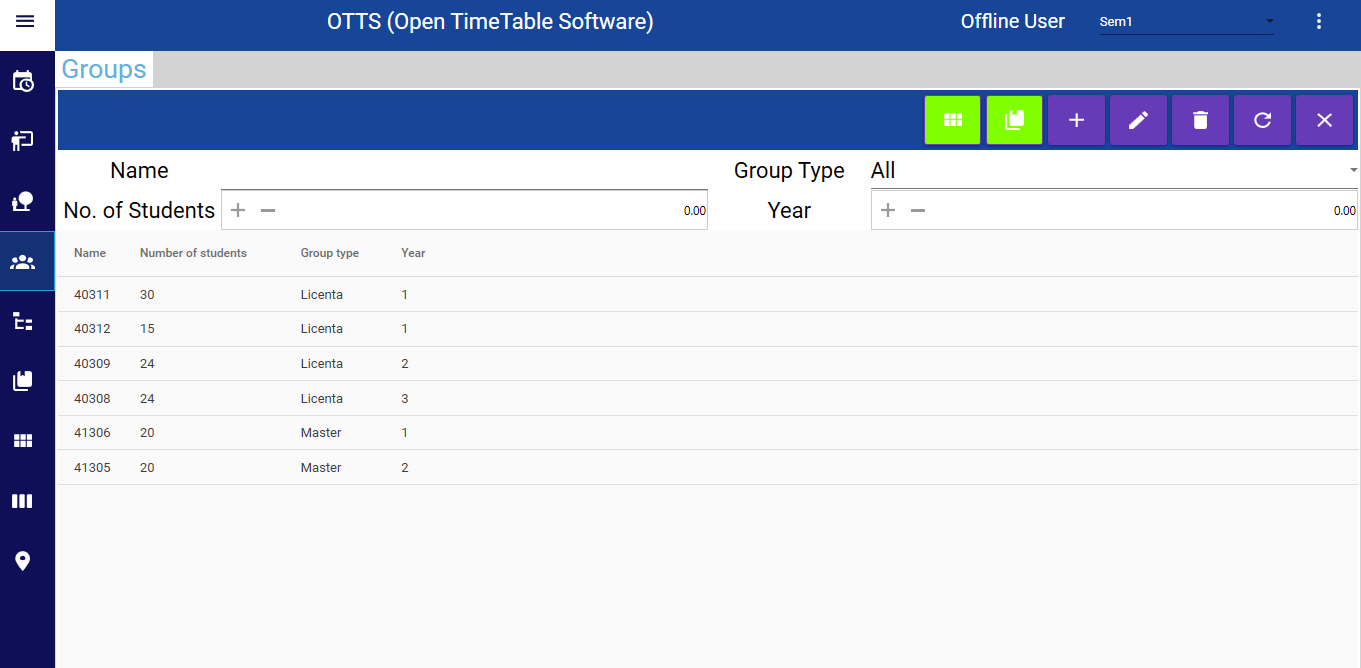 OTTS (Open TimeTable Software) Offline User Sem1
Groups
Name Group Type All
No. of Students 0.00 Year 0.00
Name Number of students Group type Year
40311 30 Licenta 1
40312 15 Licenta 1
40309 24 Licenta 2
40308 24 Licenta 3
41306 20 Master 1
41305 20 Master 2